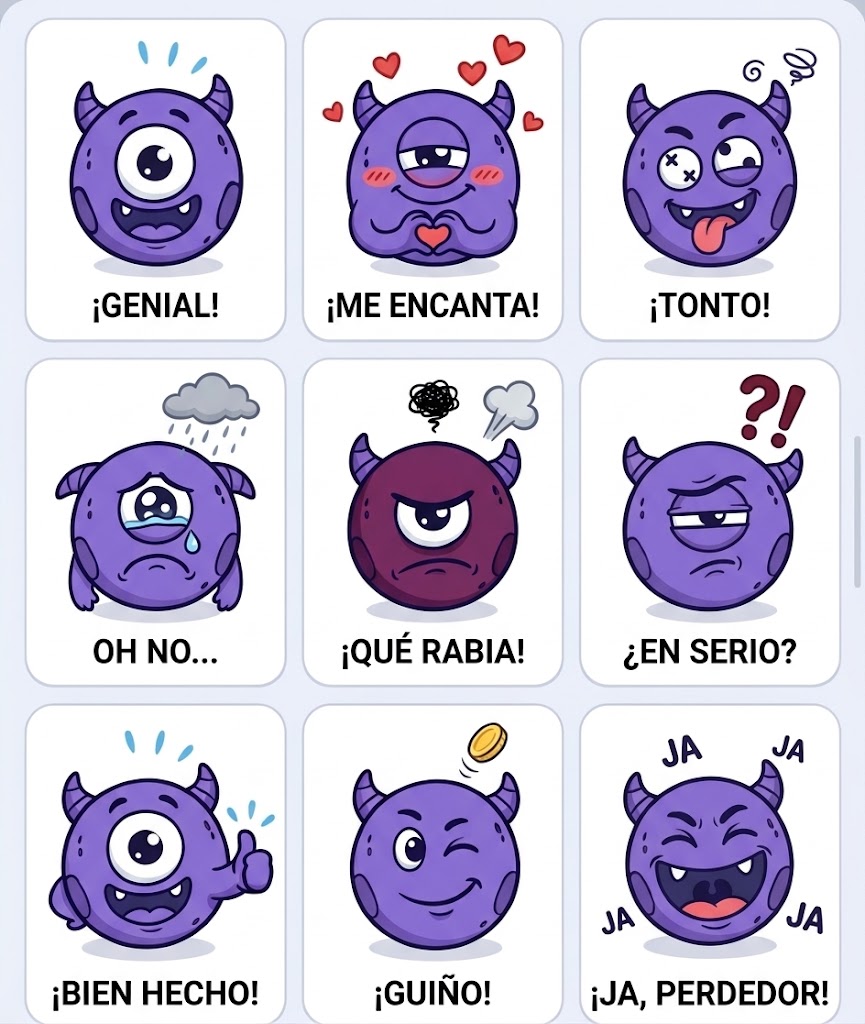 ¡GENIAL!
¡ME ENCANTA!
¡TONTO!
?!
OH NO...
¡QUÉ RABIA!
¿EN SERIO?
JA
JA
JA
JA
¡BIEN HECHO!
¡GUIÑO!
¡JA, PERDEDOR!